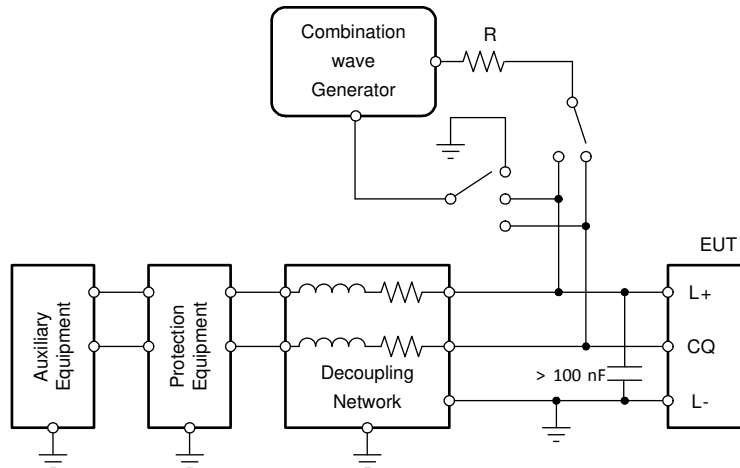 Combination
wave
Generator
R
EUT
Auxiliary
Equipment
Protection
Equipment
Decoupling
Network
L+
CQ
> 100 nF
L-